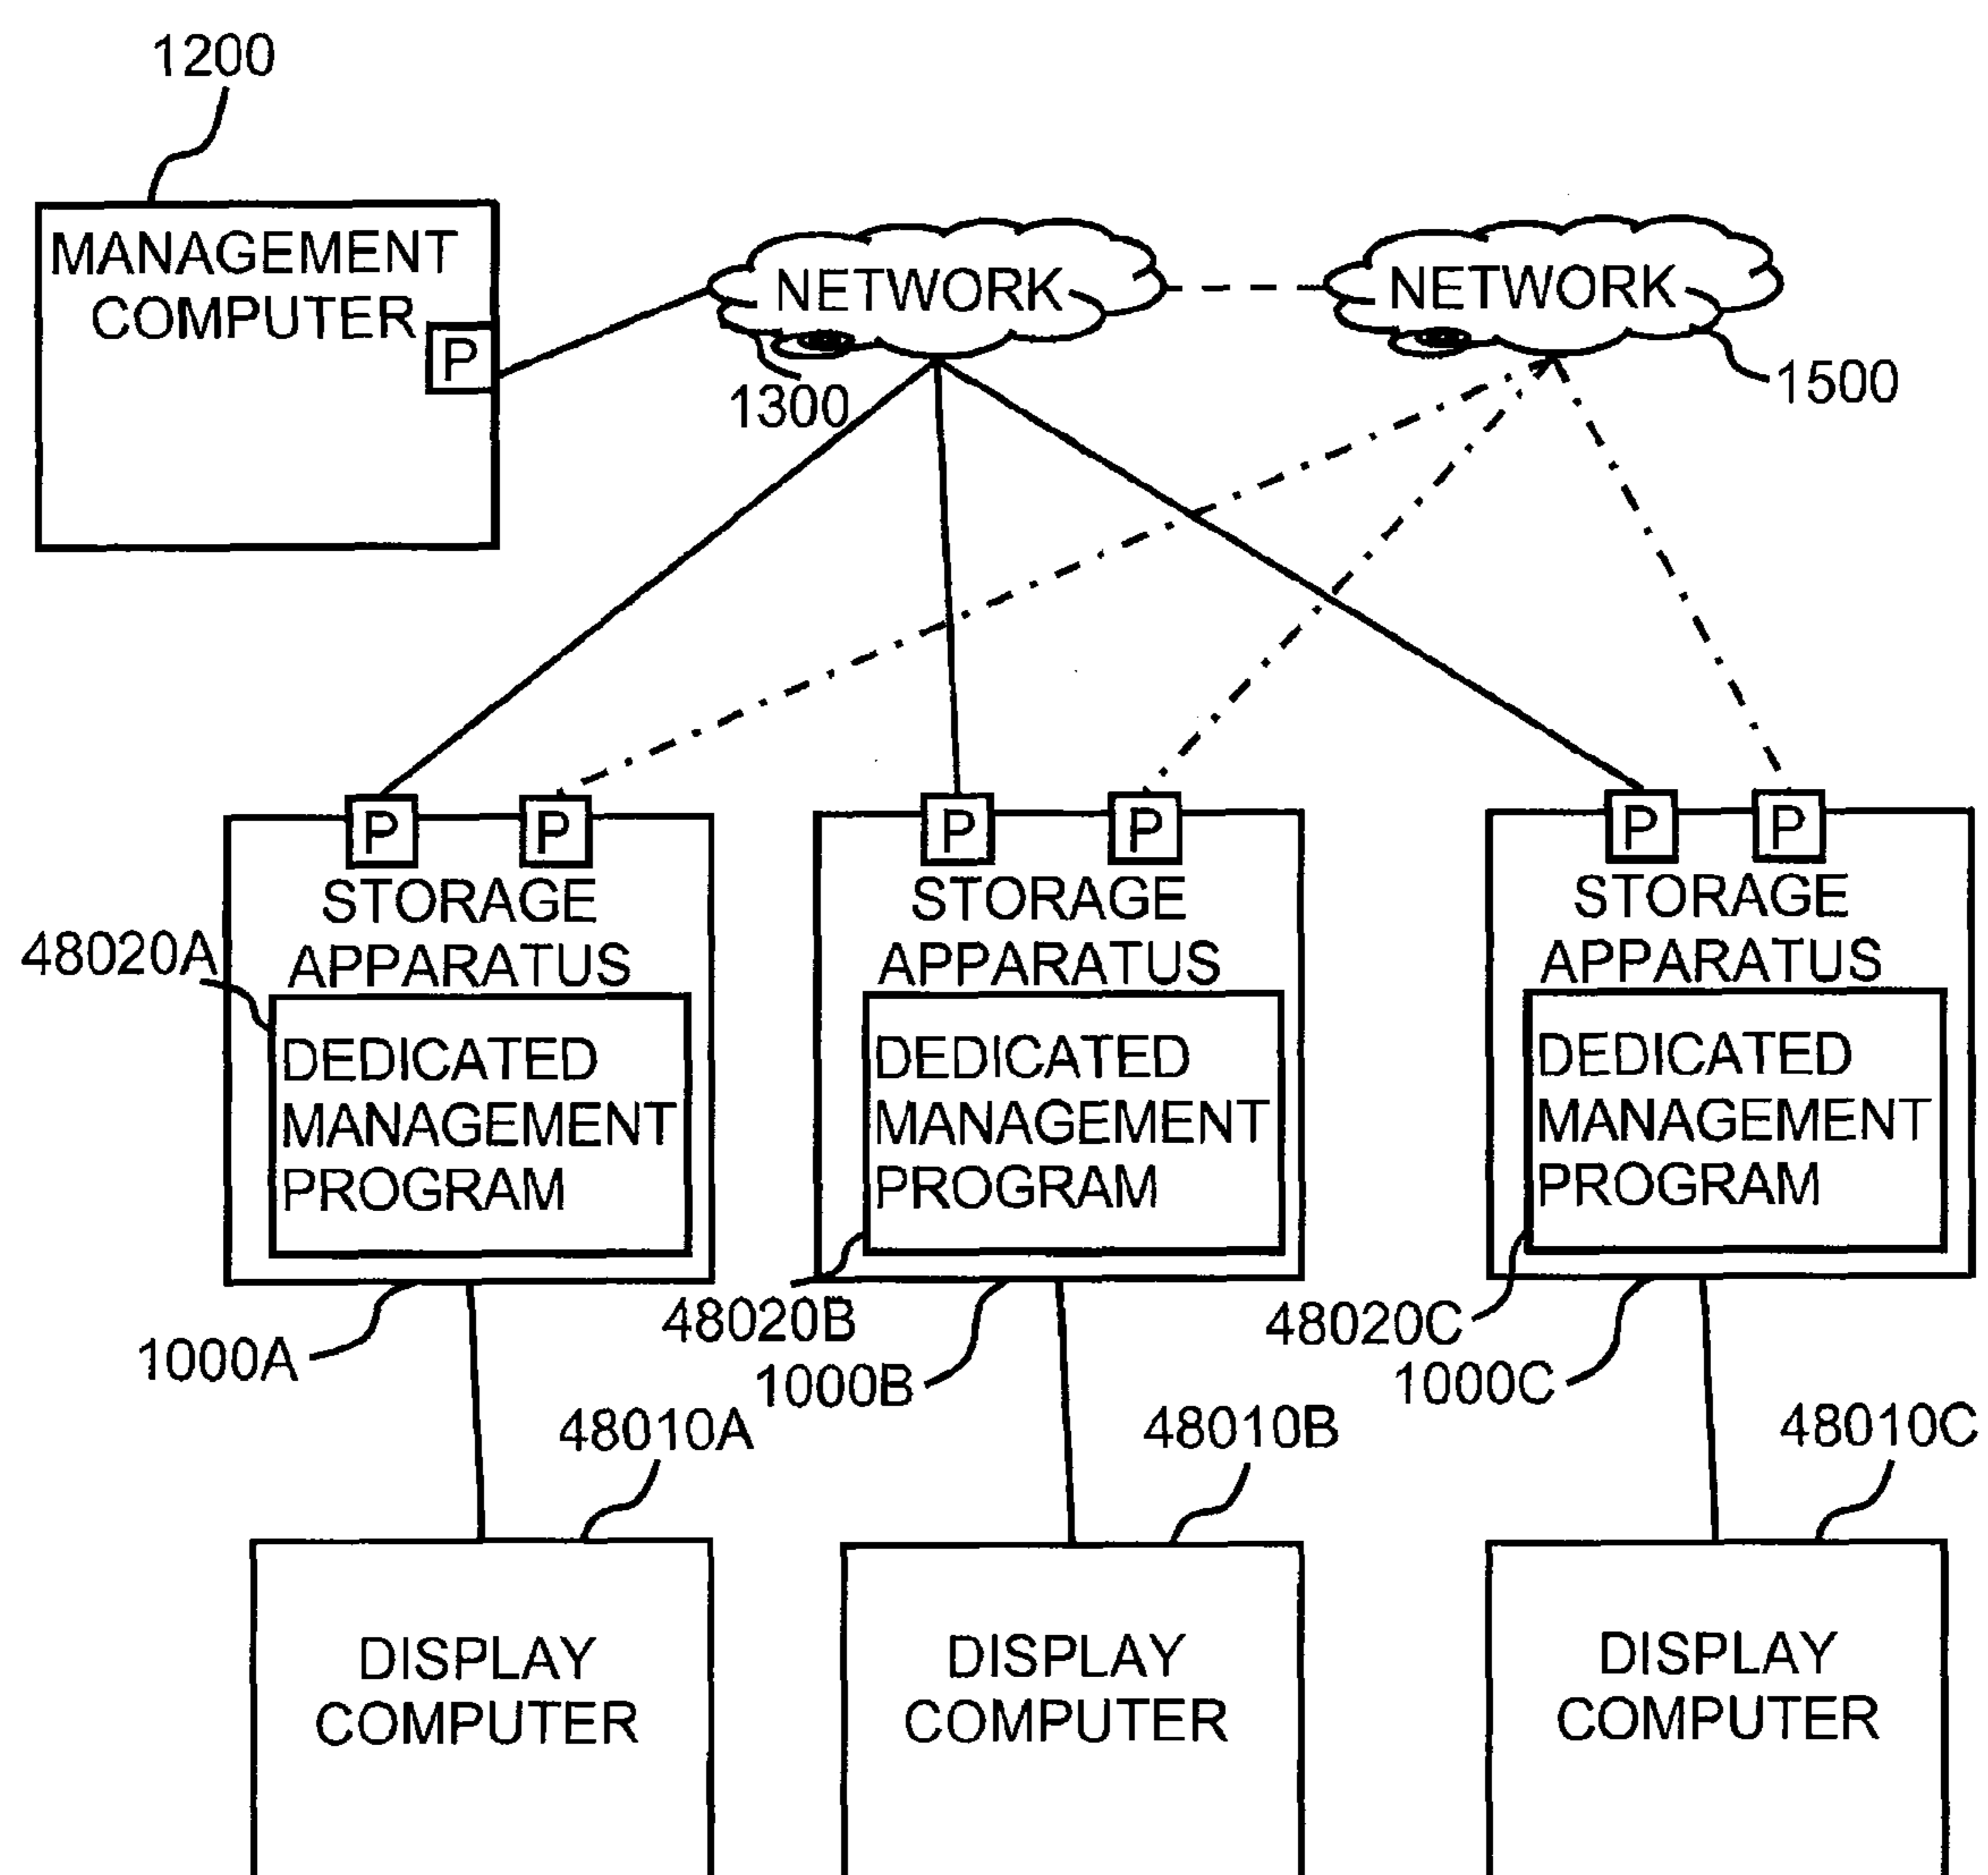 1200
MANAGEMENT
COMPUTER
P
NETWORK
NETWORK
1300
1500
P
P
P
P
P
P
STORAGE
APPARATUS
STORAGE
APPARATUS
STORAGE
APPARATUS
48020A
DEDICATED
MANAGEMENT
PROGRAM
DEDICATED
MANAGEMENT
PROGRAM
DEDICATED
MANAGEMENT
PROGRAM
48020B
48020C
1000A
1000B
1000C
48010A
48010B
48010C
DISPLAY
COMPUTER
DISPLAY
COMPUTER
DISPLAY
COMPUTER